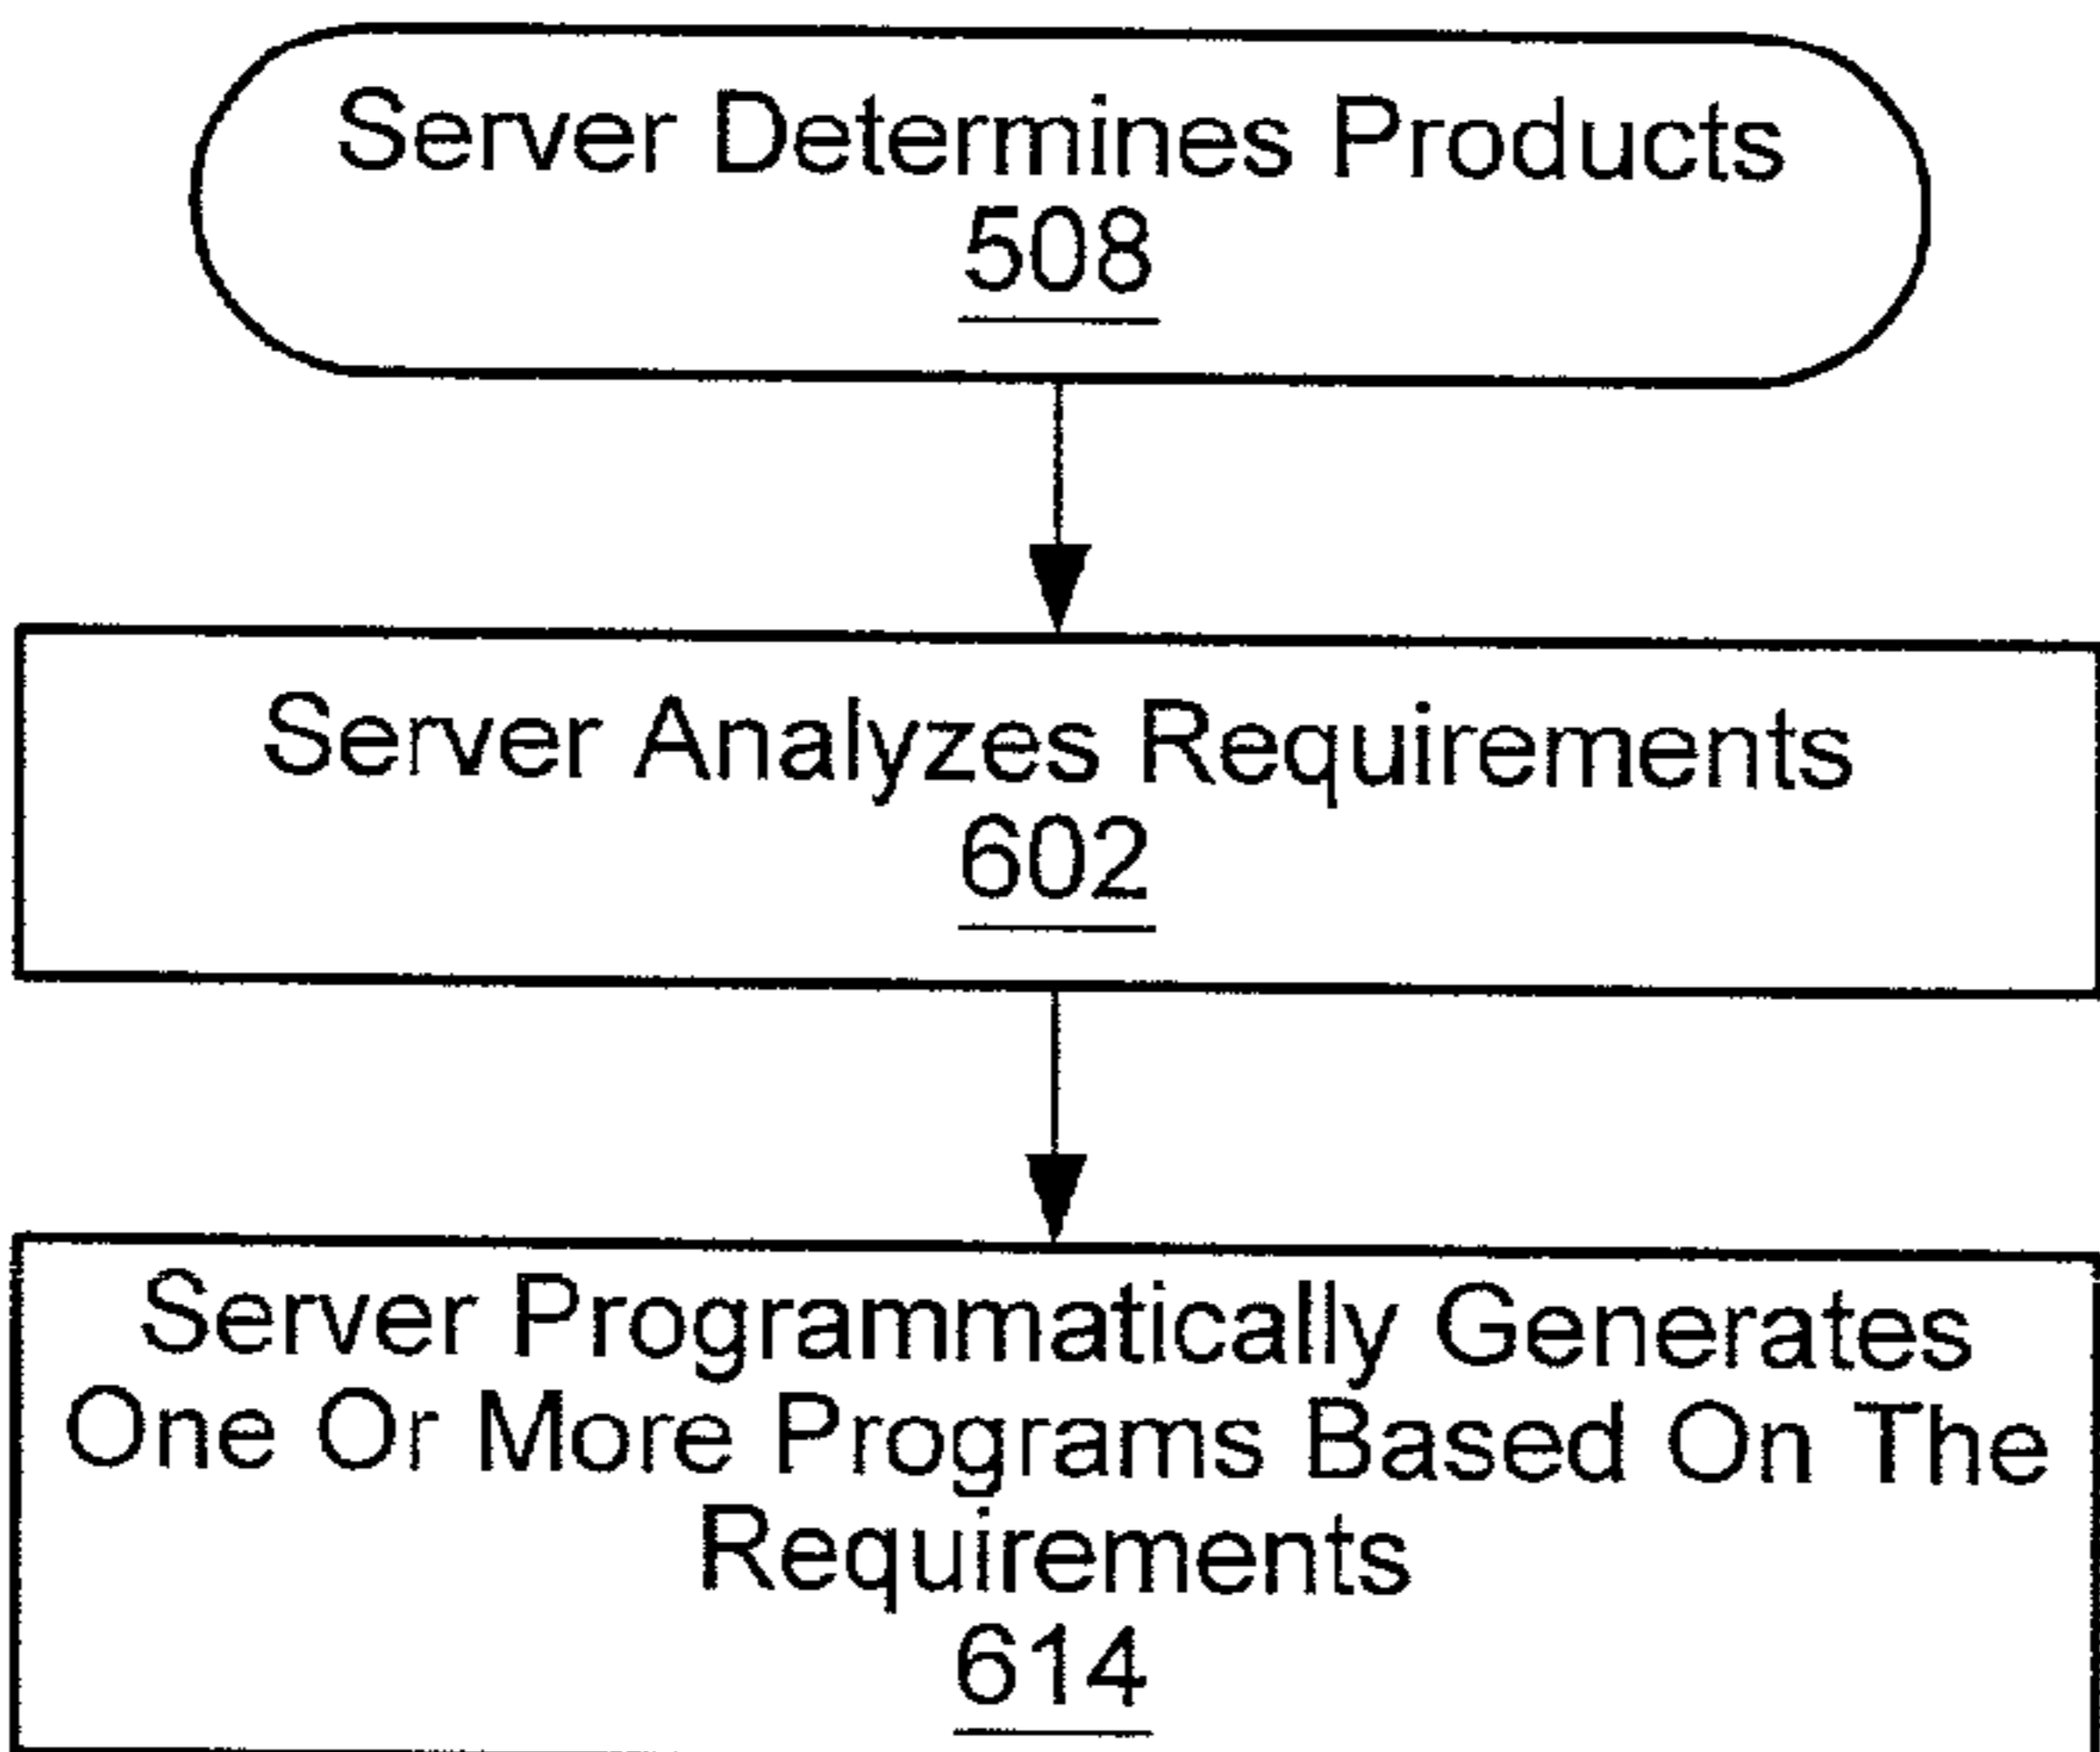 Server Determines Products
508
Server Analyzes Requirements
602
Server Programmatically Generates
One Or More Programs Based On The
Requirements
614